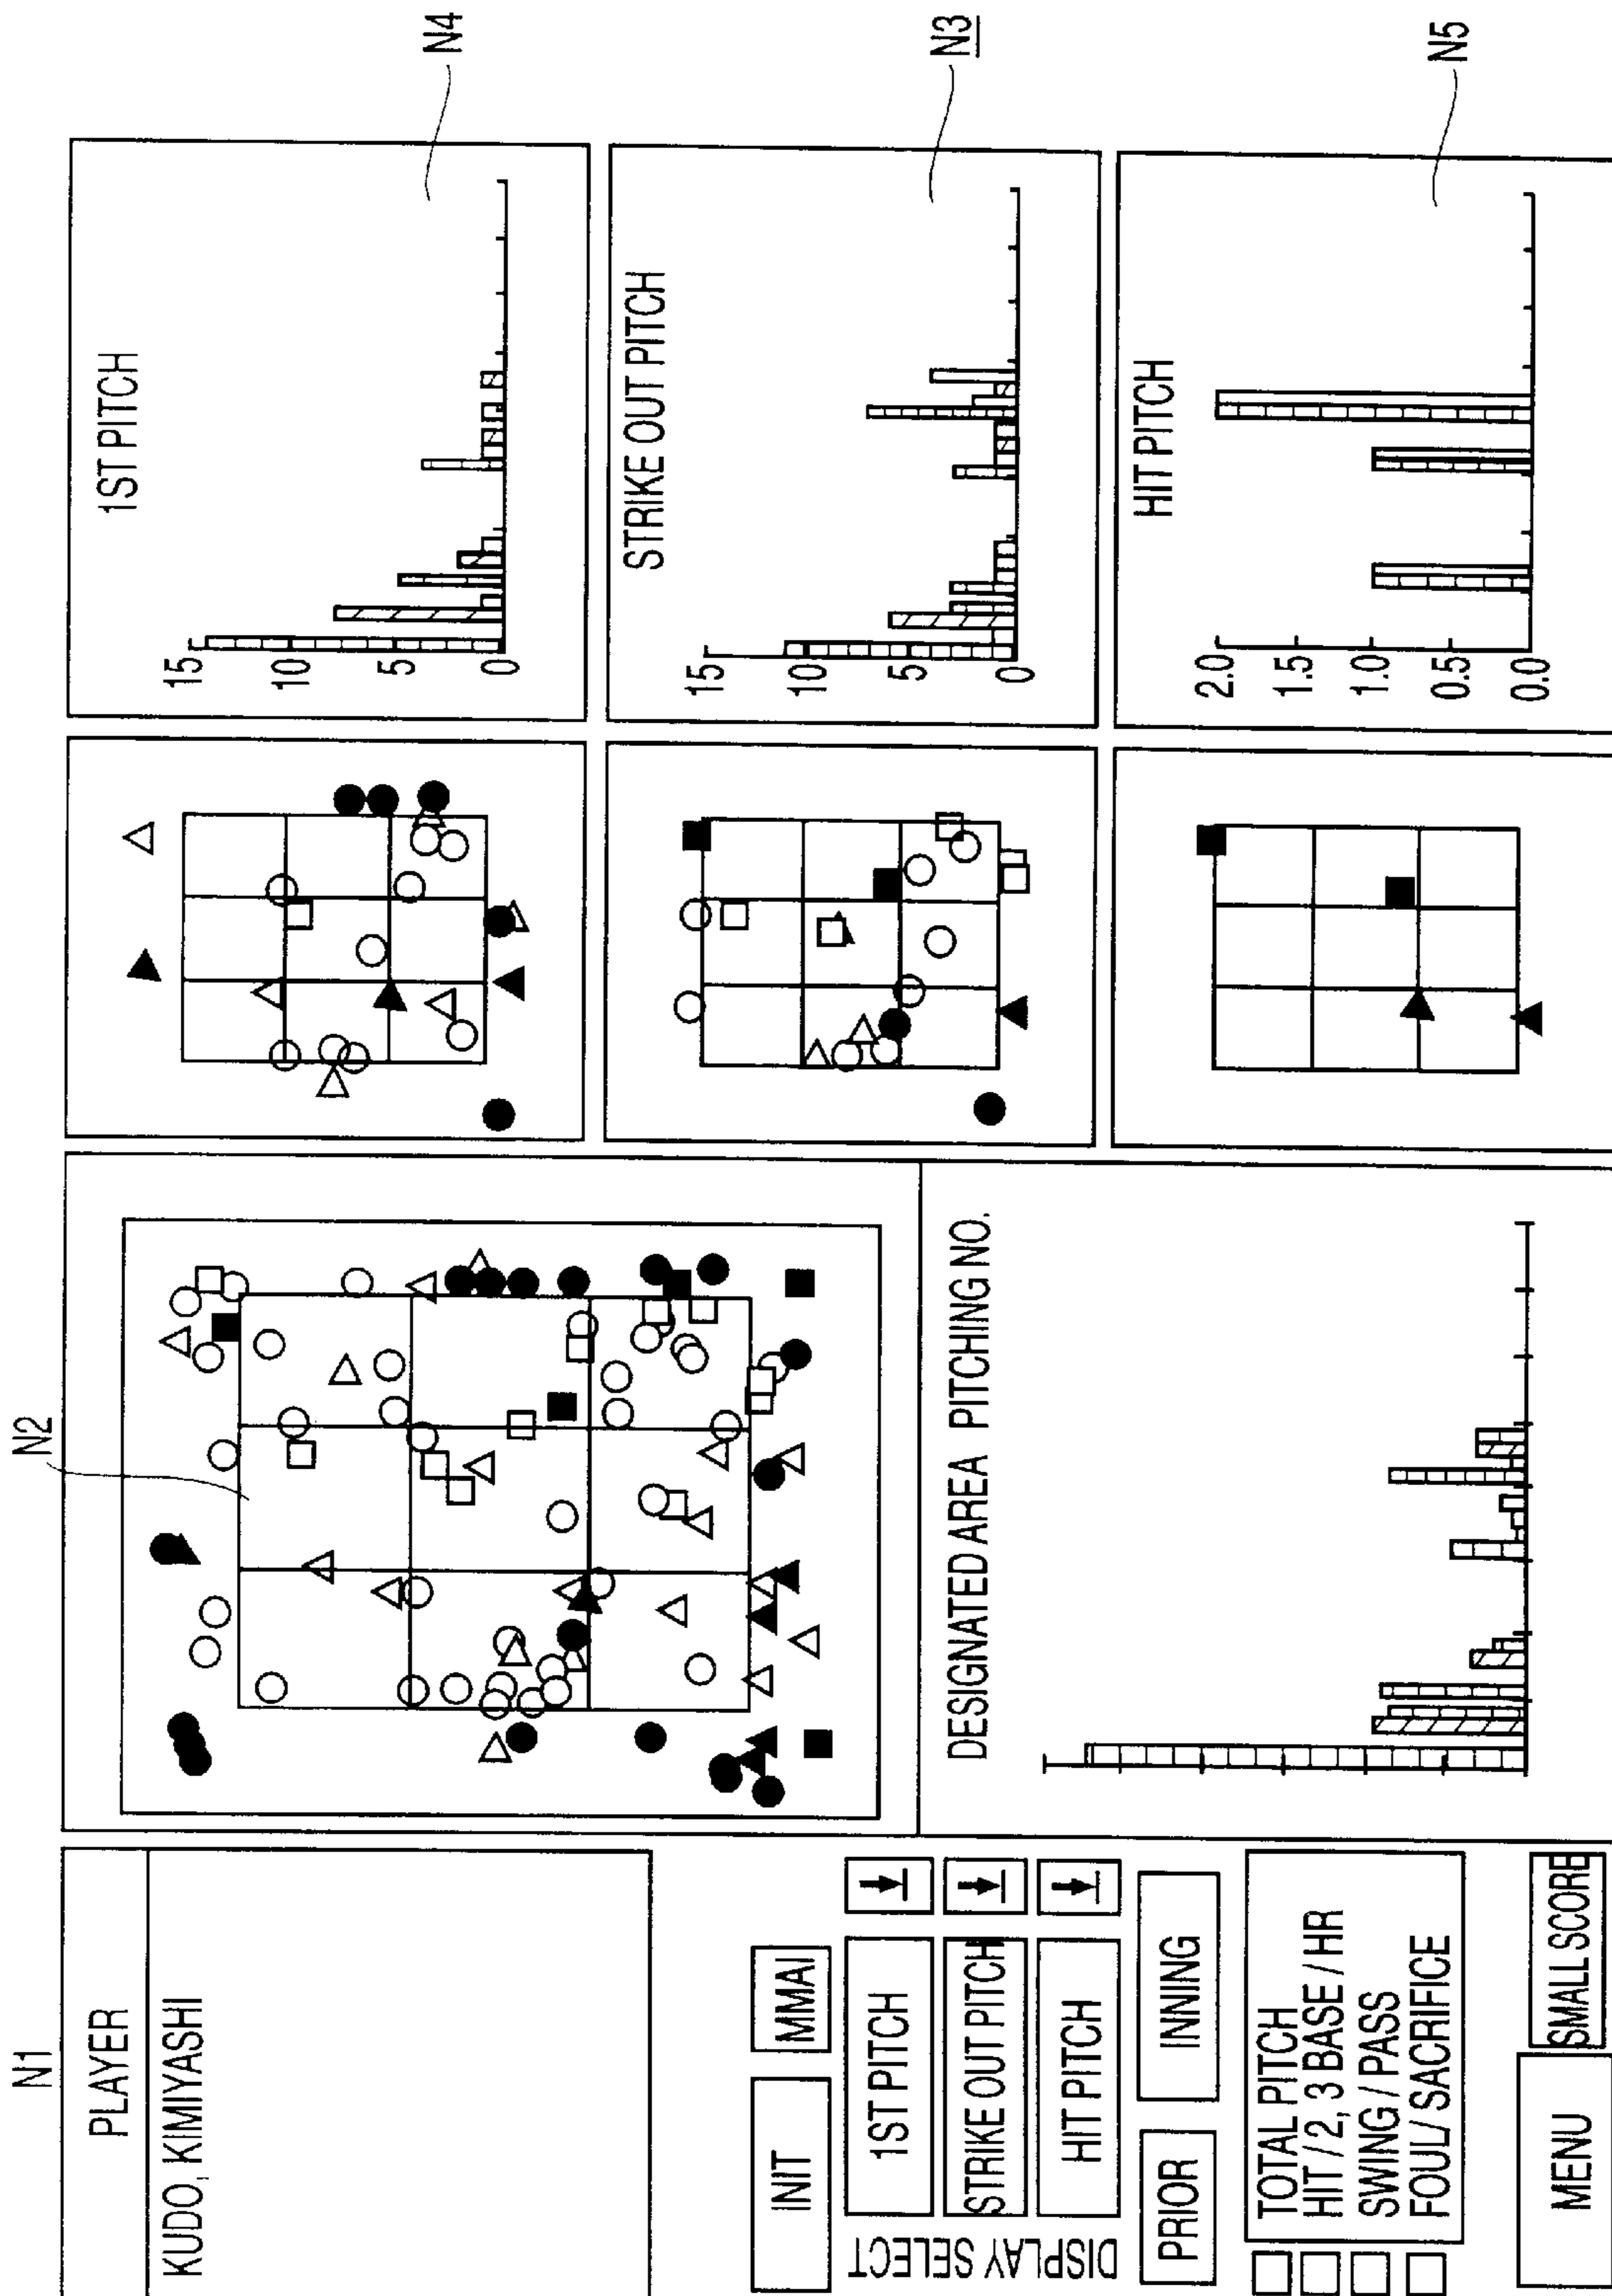 N1
PLAYER
KUDO, KIMIYASHI
INIT
MMAI
DISPLAY SELECT
1ST PITCH
STRIKE OUT PITCH
HIT PITCH
PRIOR
INNING
TOTAL PITCH
HIT / 2, 3 BASE / HR
SWING / PASS
FOUL / SACRIFICE
MENU
SMALL SCORE
N2
DESIGNATED AREA PITCHING NO.
1ST PITCH
15
10
5
0
N4
STRIKE OUT PITCH
15
10
5
0
N3
HIT PITCH
2.0
1.5
1.0
0.5
0.0
N5